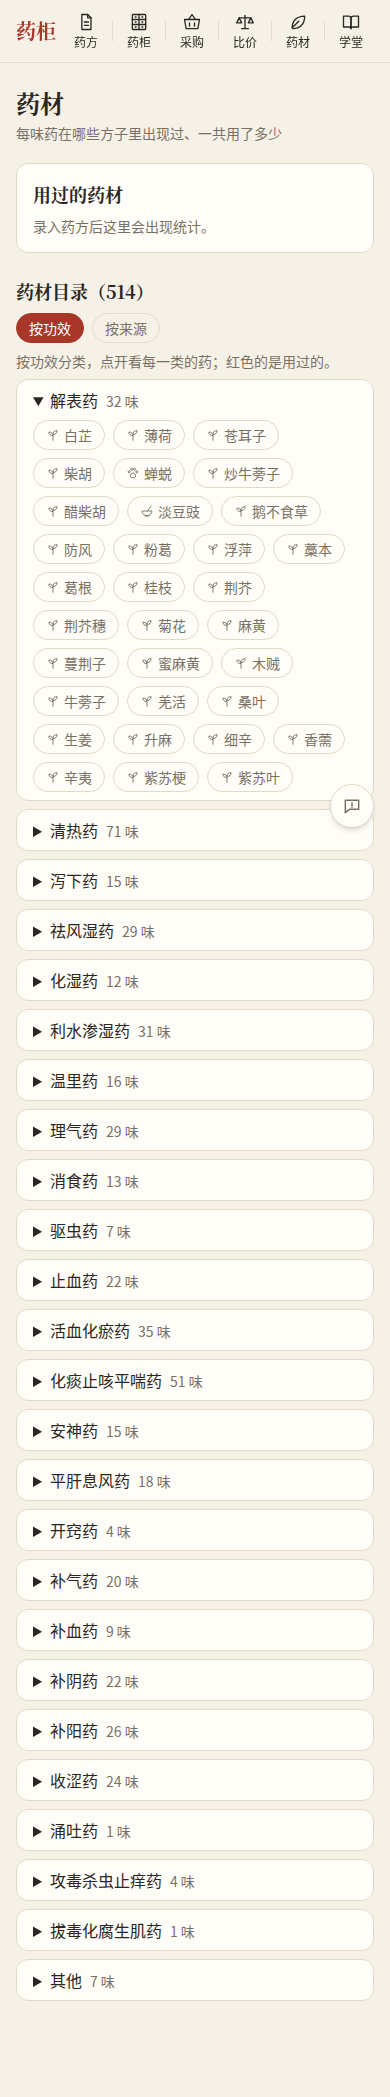 药柜
药方
药柜
采购
比价
药材
学堂
药材
每味药在哪些方子里出现过、一共用了多少
用过的药材
录入药方后这里会出现统计。
药材目录（514）
按功效
按来源
按功效分类，点开看每一类的药；红色的是用过的。
解表药 32 味
白芷 薄荷 苍耳子
柴胡 蝉蜕 炒牛蒡子
醋柴胡 淡豆豉 鹅不食草
防风 粉葛 浮萍 藁本
葛根 桂枝 荆芥
荆芥穗 菊花 麻黄
蔓荆子 蜜麻黄 木贼
牛蒡子 羌活 桑叶
生姜 升麻 细辛 香薷
辛夷 紫苏梗 紫苏叶
清热药 71 味
泻下药 15 味
祛风湿药 29 味
化湿药 12 味
利水渗湿药 31 味
温里药 16 味
理气药 29 味
消食药 13 味
驱虫药 7 味
止血药 22 味
活血化瘀药 35 味
化痰止咳平喘药 51 味
安神药 15 味
平肝息风药 18 味
开窍药 4 味
补气药 20 味
补血药 9 味
补阴药 22 味
补阳药 26 味
收涩药 24 味
涌吐药 1 味
攻毒杀虫止痒药 4 味
拔毒化腐生肌药 1 味
其他 7 味